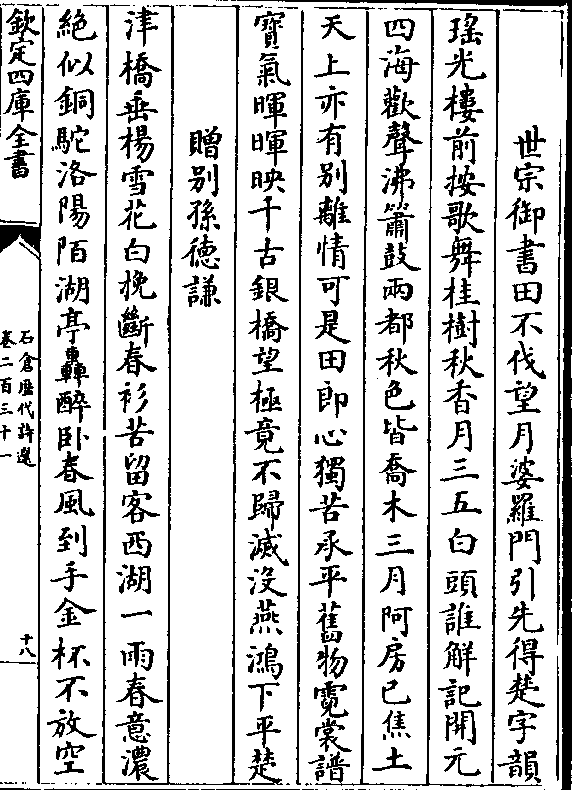 世宗御書田不伐望月婆羅門引先得楚字韻
瑤光樓前按歌舞桂樹秋香月三五白頭誰解記開元
四海歡聲沸簫鼓兩都秋色皆喬木三月阿房已焦土
天上亦有别離情可是田郎心獨苦承平舊物霓裳譜
寶氣暉暉映千古銀橋望極竟不歸滅没燕鴻下平楚
贈别孫德謙
津橋垂楊雪花白挽斷春衫苦留客西湖一雨春意濃
絶似銅駝洛陽陌湖亭轟醉卧春風到手金杯不放空
欽定四庫全書
石倉歴代詩選
卷二百三十一
十八